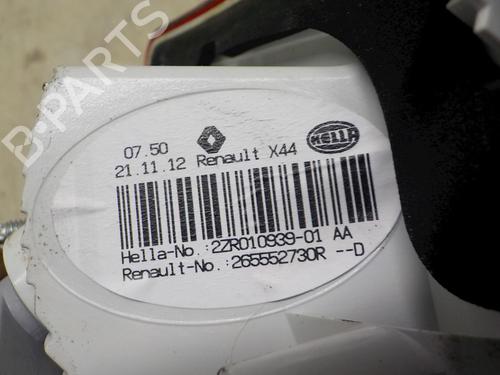 B-PARTS
07.50
HELLA
21.11.12 Renault X44
Hella-No.:2ZR010939-01 AA
Renault-No.:265552730R --D